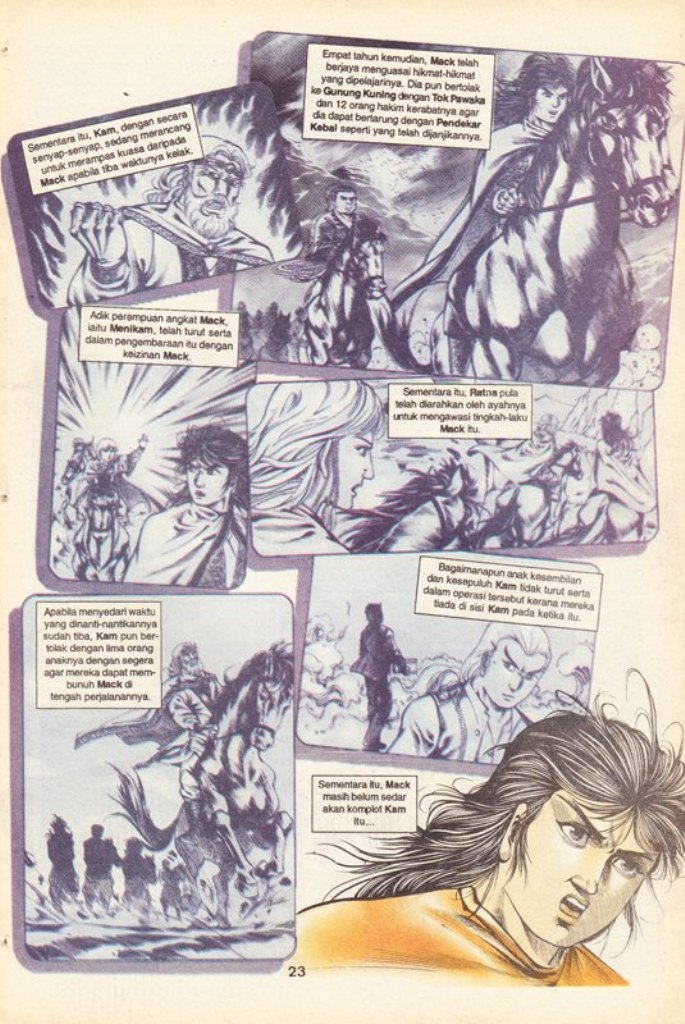 Empat tahun kemudian, Mack telah
berjaya menguasai hikmat-hikmat
yang dipelajarinya. Dia pun bertolak
ke Gunung Kuning dengan Tok Pawaka
dan 12 orang hakim kerabatnya agar
dia dapat bertarung dengan Pendekar
Kebal seperti yang telah dijanjikannya.
Sementara itu, Kam, dengan secara
senyap-senyap, sedang merancang
untuk merampas kuasa daripada
Mack apabila tiba waktunya kelak.
Adik perempuan angkat Mack,
iaitu Menikam, telah turut serta
dalam pengembaraan itu dengan
keizinan Mack.
Sementara itu, Ratna pula
telah diarahkan oleh ayahnya
untuk mengawasi tingkah-laku
Mack itu.
Bagaimanapun anak kesembilan
dan kesepuluh Kam tidak turut serta
dalam operasi tersebut kerana mereka
tiada di sisi Kam pada ketika itu.
Apabila menyedari waktu
yang dinanti-nantikannya
sudah tiba, Kam pun ber-
tolak dengan lima orang
anaknya dengan segera
agar mereka dapat mem-
bunuh Mack di
tengah perjalanannya.
Sementara itu, Mack
masih belum sedar
akan komplot Kam
itu...
23